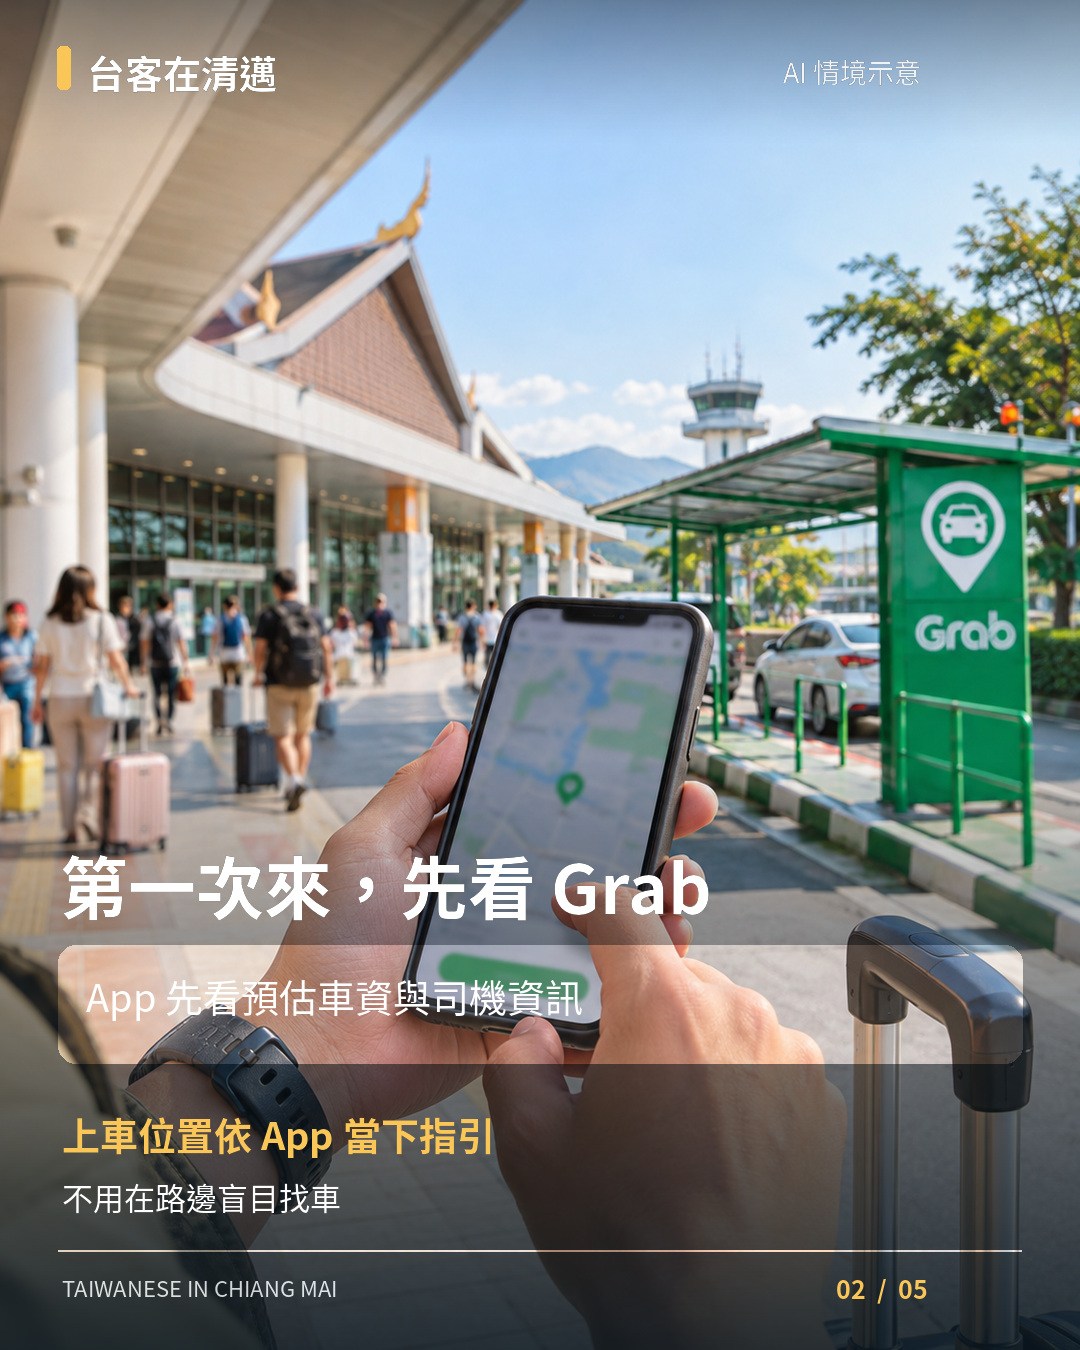 台客在清邁
AI 情境示意
Grab
第一次來，先看 Grab
App 先看預估車資與司機資訊
上車位置依 App 當下指引
不用在路邊盲目找車
TAIWANESE IN CHIANG MAI
02 / 05